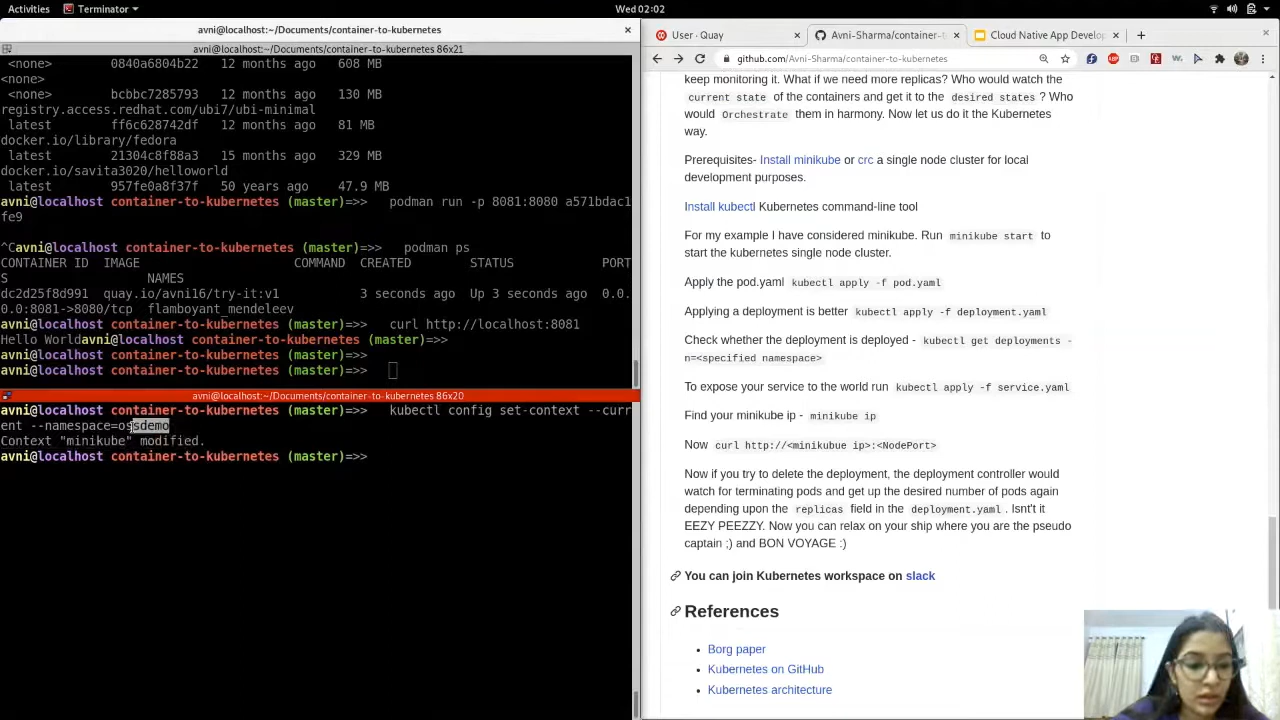 Activities
Terminator
Wed 02:02
avni@localhost:~/Documents/container-to-kubernetes
avni@localhost:~/Documents/container-to-kubernetes 86x21
<none> 0840a6804b22 12 months ago 608 MB
<none>
<none> bcbbc7285793 12 months ago 130 MB
registry.access.redhat.com/ubi7/ubi-minimal
latest ff6c628742df 12 months ago 81 MB
docker.io/library/fedora
latest 21304c8f88a3 15 months ago 329 MB
docker.io/savita3020/helloworld
latest 957fe0a8f37f 50 years ago 47.9 MB
avni@localhost container-to-kubernetes (master)=>> podman run -p 8081:8080 a571bdac1
fe9
^Cavni@localhost container-to-kubernetes (master)=>> podman ps
CONTAINER ID IMAGE COMMAND CREATED STATUS PORT
S NAMES
dc2d25f8d991 quay.io/avni16/try-it:v1 3 seconds ago Up 3 seconds ago 0.0.
0.0:8081->8080/tcp flamboyant_mendeleev
avni@localhost container-to-kubernetes (master)=>> curl http://localhost:8081
Hello Worldavni@localhost container-to-kubernetes (master)=>>
avni@localhost container-to-kubernetes (master)=>>
avni@localhost container-to-kubernetes (master)=>>
avni@localhost:~/Documents/container-to-kubernetes 86x20
avni@localhost container-to-kubernetes (master)=>> kubectl config set-context --curr
ent --namespace=ossdemo
Context "minikube" modified.
avni@localhost container-to-kubernetes (master)=>>
User · Quay
Avni-Sharma/container-to-
Cloud Native App Develo
github.com/Avni-Sharma/container-to-kubernetes
keep monitoring it. What if we need more replicas? Who would watch the
current state of the containers and get it to the desired states ? Who
would Orchestrate them in harmony. Now let us do it the Kubernetes
way.
Prerequisites- Install minikube or crc a single node cluster for local
development purposes.
Install kubectl Kubernetes command-line tool
For my example I have considered minikube. Run minikube start to
start the kubernetes single node cluster.
Apply the pod.yaml kubectl apply -f pod.yaml
Applying a deployment is better kubectl apply -f deployment.yaml
Check whether the deployment is deployed - kubectl get deployments -
n=<specified namespace>
To expose your service to the world run kubectl apply -f service.yaml
Find your minikube ip - minikube ip
Now curl http://<minikubue ip>:<NodePort>
Now if you try to delete the deployment, the deployment controller would
watch for terminating pods and get up the desired number of pods again
depending upon the replicas field in the deployment.yaml . Isnt't it
EEZY PEEZZY. Now you can relax on your ship where you are the pseudo
captain ;) and BON VOYAGE :)
You can join Kubernetes workspace on slack
References
Borg paper
Kubernetes on GitHub
Kubernetes architecture